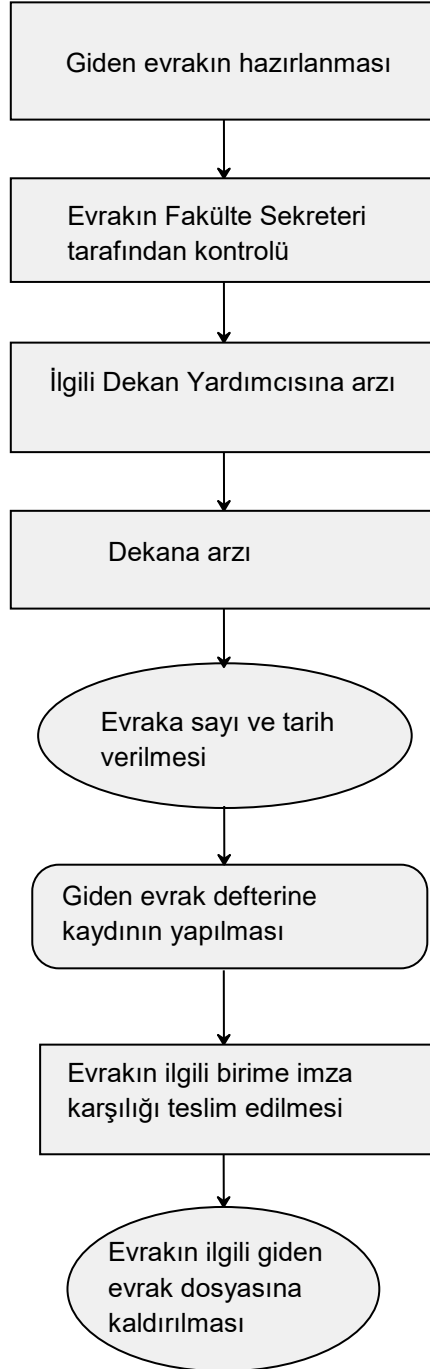 Giden evrakın hazırlanması
Evrakın Fakülte Sekreteri
tarafından kontrolü
İlgili Dekan Yardımcısına arzı
Dekana arzı
Evraka sayı ve tarih
verilmesi
Giden evrak defterine
kaydının yapılması
Evrakın ilgili birime imza
karşılığı teslim edilmesi
Evrakın ilgili giden
evrak dosyasına
kaldırılması